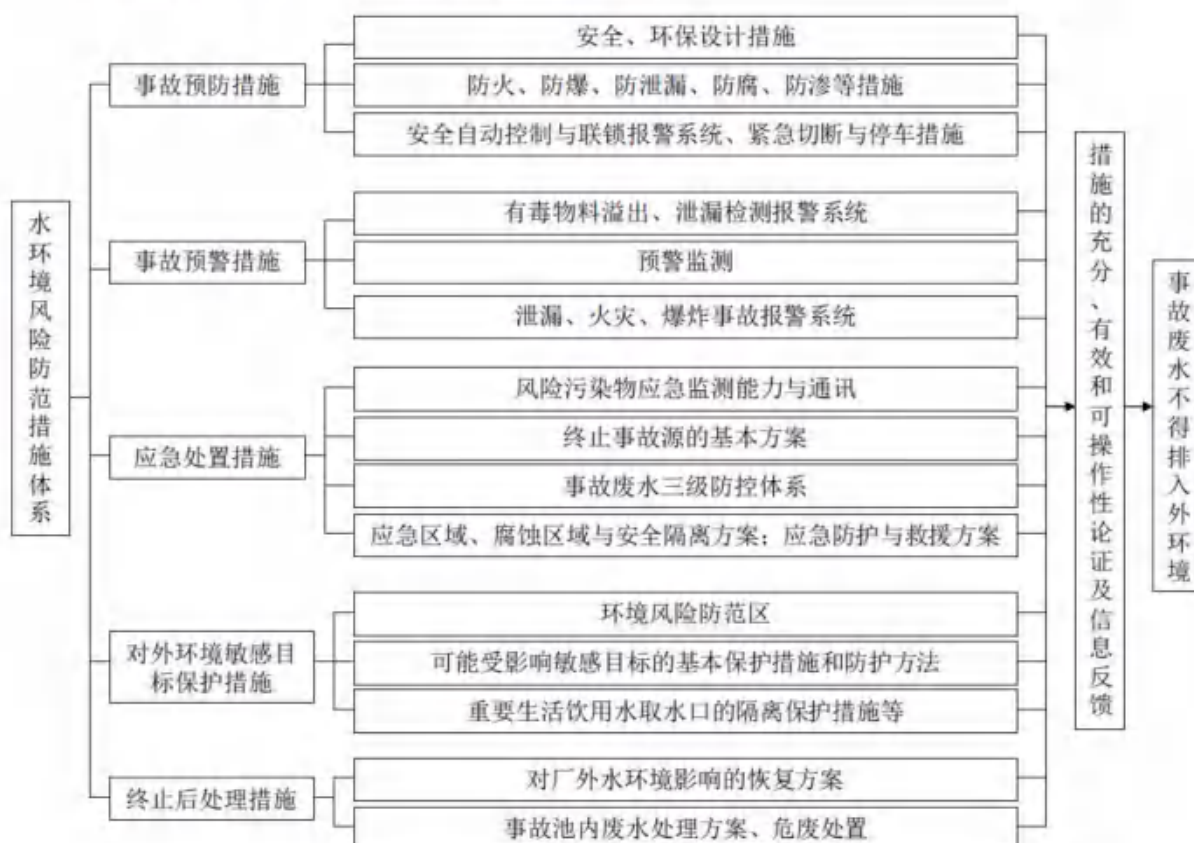 水环境风险防范措施体系
事故预防措施
安全、环保设计措施
防火、防爆、防泄漏、防腐、防渗等措施
安全自动控制与联锁报警系统、紧急切断与停车措施
事故预警措施
有毒物料溢出、泄漏检测报警系统
预警监测
泄漏、火灾、爆炸事故报警系统
应急处置措施
风险污染物应急监测能力与通讯
终止事故源的基本方案
事故废水三级防控体系
应急区域、腐蚀区域与安全隔离方案；应急防护与救援方案
对外环境敏感目
标保护措施
环境风险防范区
可能受影响敏感目标的基本保护措施和防护方法
重要生活饮用水取水口的隔离保护措施等
终止后处理措施
对厂外水环境影响的恢复方案
事故池内废水处理方案、危废处置
措施的充分、有效和可操作性论证及信息反馈
事故废水不得排入外环境